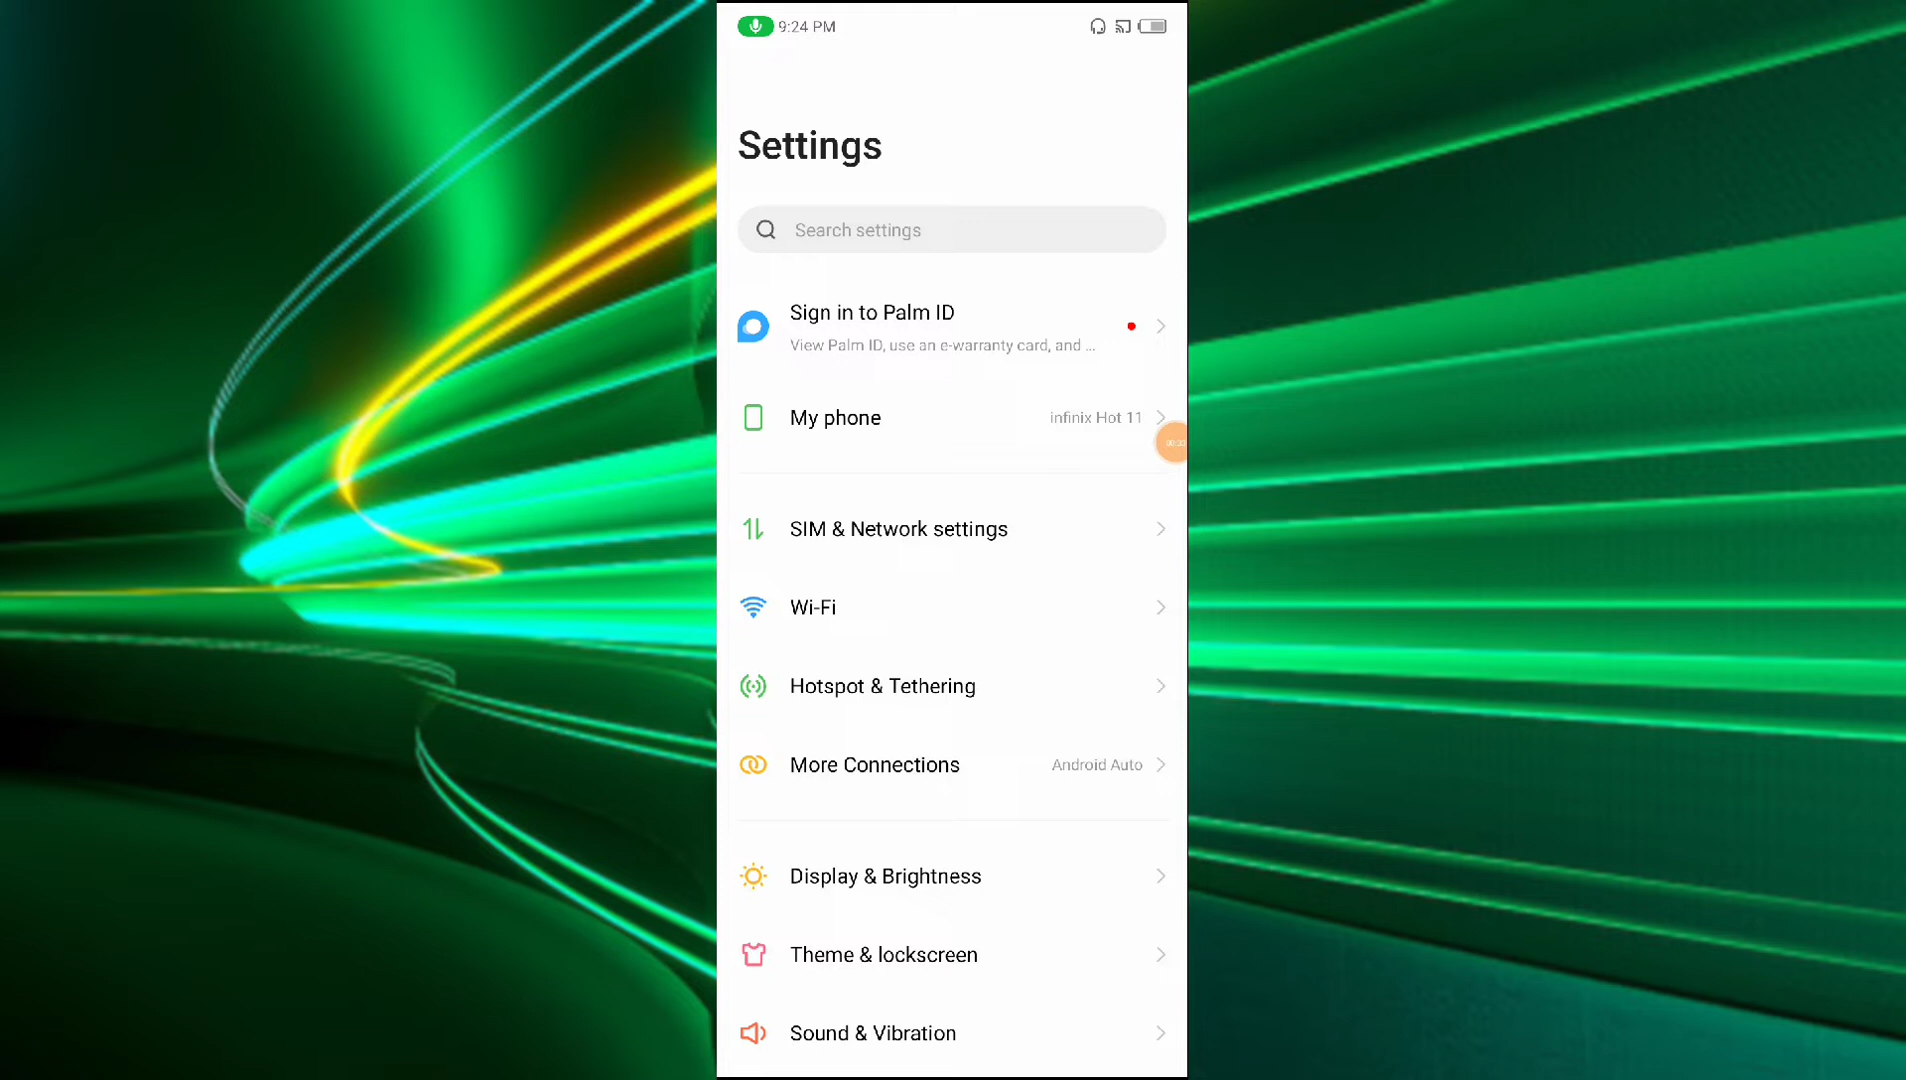 9:24 PM
Settings
Search settings
Sign in to Palm ID
View Palm ID, use an e-warranty card, and ...
My phone
infinix Hot 11
SIM & Network settings
Wi-Fi
Hotspot & Tethering
More Connections
Android Auto
Display & Brightness
Theme & lockscreen
Sound & Vibration